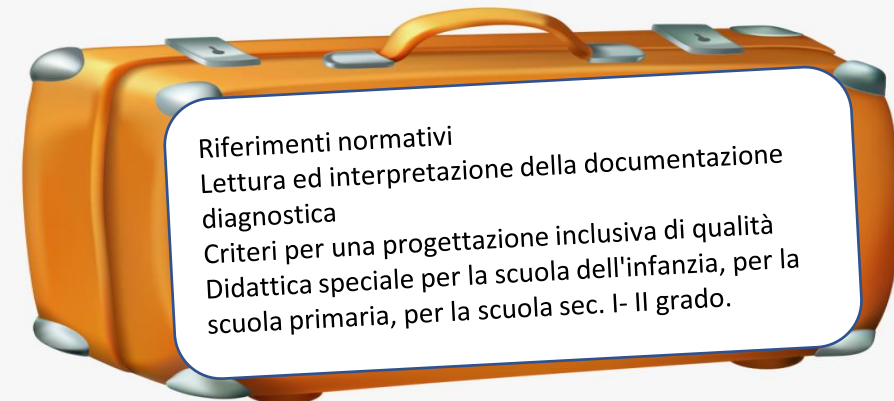 Riferimenti normativi
Lettura ed interpretazione della documentazione
diagnostica
Criteri per una progettazione inclusiva di qualità
Didattica speciale per la scuola dell'infanzia, per la
scuola primaria, per la scuola sec. I- II grado.